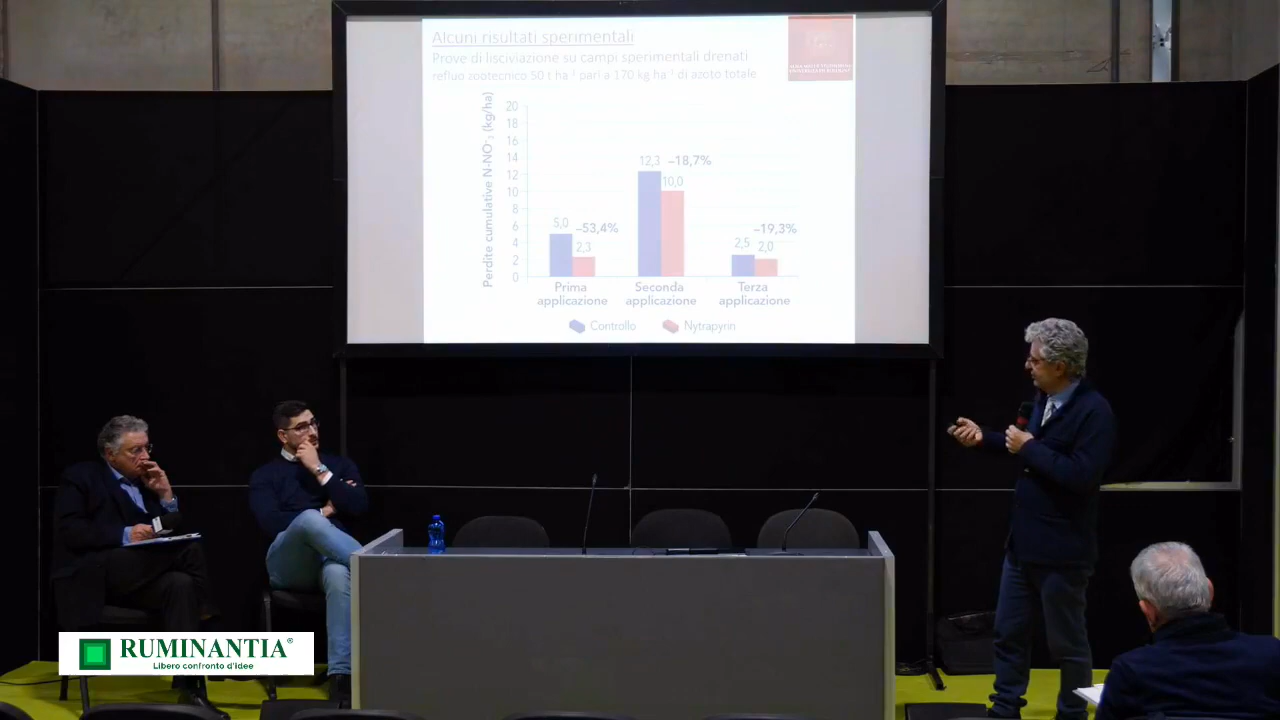 Alcuni risultati sperimentali
Prove di lisciviazione su campi sperimentali drenati
refluo zootecnico 50 t ha⁻¹ pari a 170 kg ha⁻¹ di azoto totale
Perdite cumulative N-NO⁻₃ (kg/ha)
20
18
16
14
12
10
8
6
4
2
0
5,0
–53,4%
2,3
12,3
–18,7%
10,0
2,5
–19,3%
2,0
Prima
applicazione
Seconda
applicazione
Terza
applicazione
Controllo
Nytrapyrin
RUMINANTIA®
Libero confronto d'idee